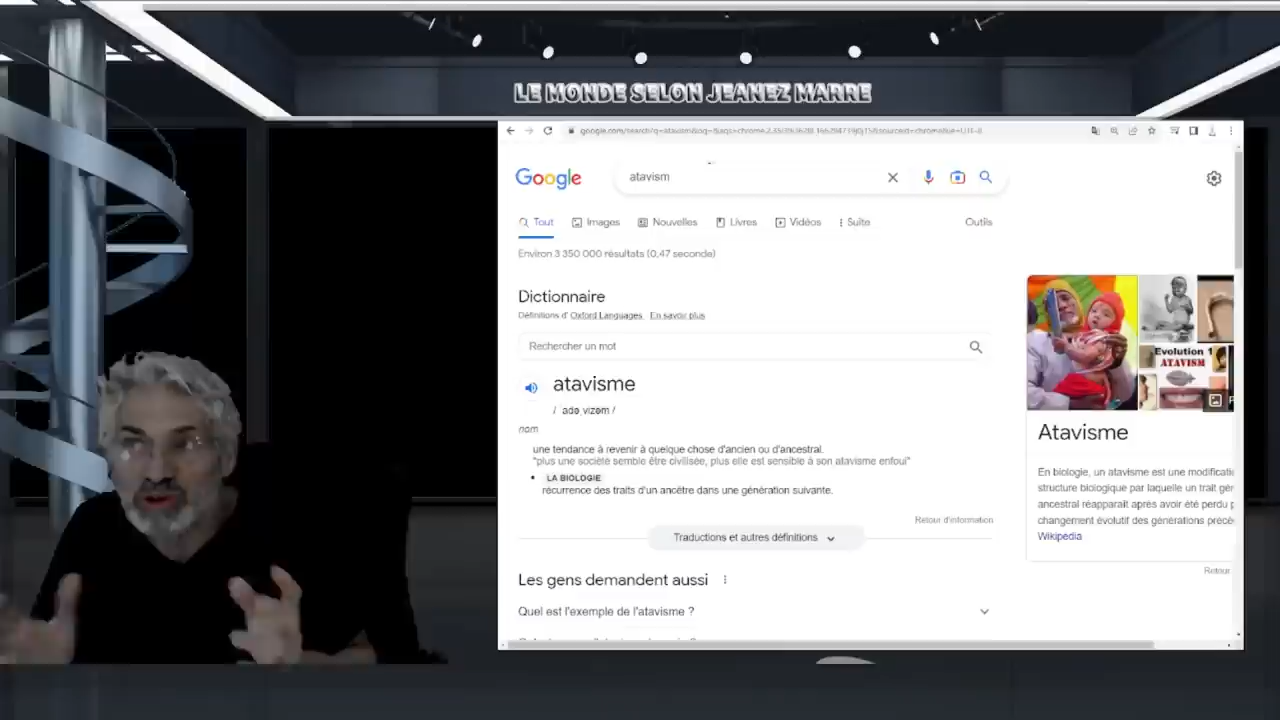 LE MONDE SELON JEANEZ MARRE
Google
atavism
Tout
Images
Nouvelles
Livres
Vidéos
Suite
Outils
Environ 3 350 000 résultats (0,47 seconde)
Dictionnaire
Définitions d' Oxford Languages En savoir plus
Rechercher un mot
atavisme
nom
une tendance à revenir à quelque chose d'ancien ou d'ancestral.
"plus une société semble être civilisée, plus elle est sensible à son atavisme enfoui"
LA BIOLOGIE
récurrence des traits d'un ancêtre dans une génération suivante.
Retour d'information
Traductions et autres définitions
Les gens demandent aussi
Quel est l'exemple de l'atavisme ?
Evolution 1
ATAVISM
Atavisme
En biologie, un atavisme est une modificati
structure biologique par laquelle un trait gér
ancestral réapparaît après avoir été perdu p
changement évolutif des générations précé
Wikipedia
Retour